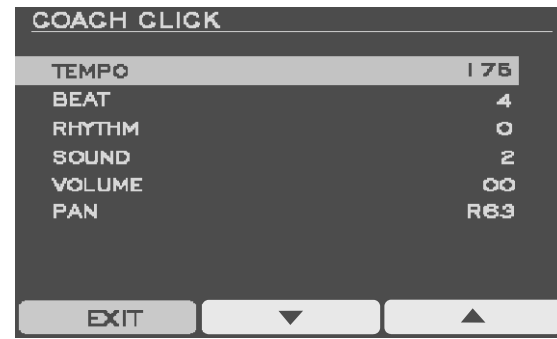 COACH CLICK
TEMPO 175
BEAT 4
RHYTHM 0
SOUND 2
VOLUME 00
PAN R63
EXIT ▼ ▲